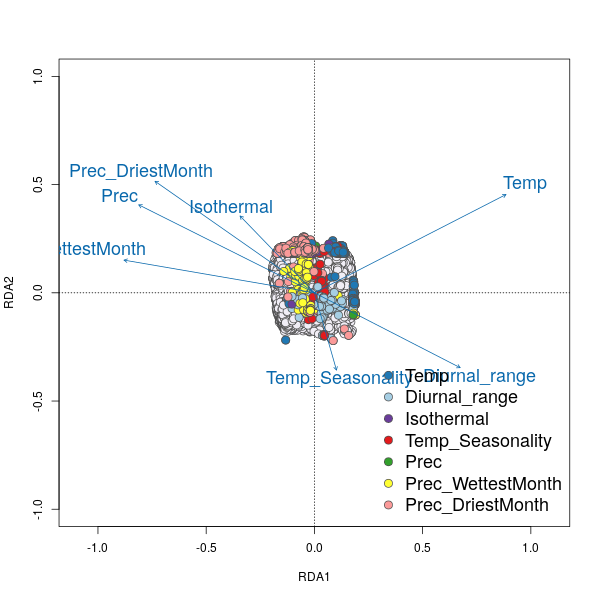 1.0
0.5
0.0
-0.5
-1.0
RDA2
Prec_DriestMonth
Temp
Prec
Isothermal
ettestMonth
Temp_Seasonality
Diurnal_range
Temp
Diurnal_range
Isothermal
Temp_Seasonality
Prec
Prec_WettestMonth
Prec_DriestMonth
-1.0 -0.5 0.0 0.5 1.0
RDA1